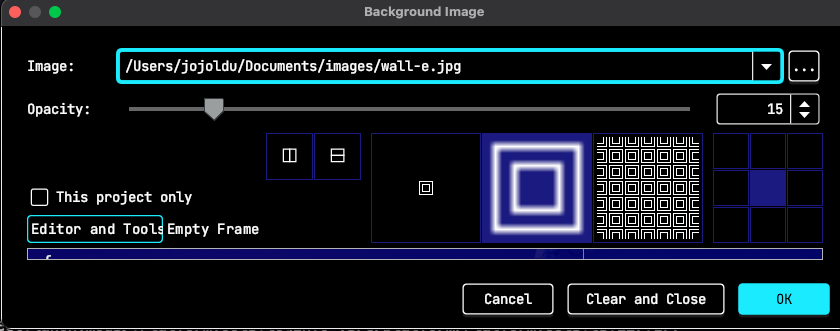 Background Image
Image: /Users/jojoldu/Documents/images/wall-e.jpg ...
Opacity: 15
This project only
Editor and Tools Empty Frame
Cancel Clear and Close OK